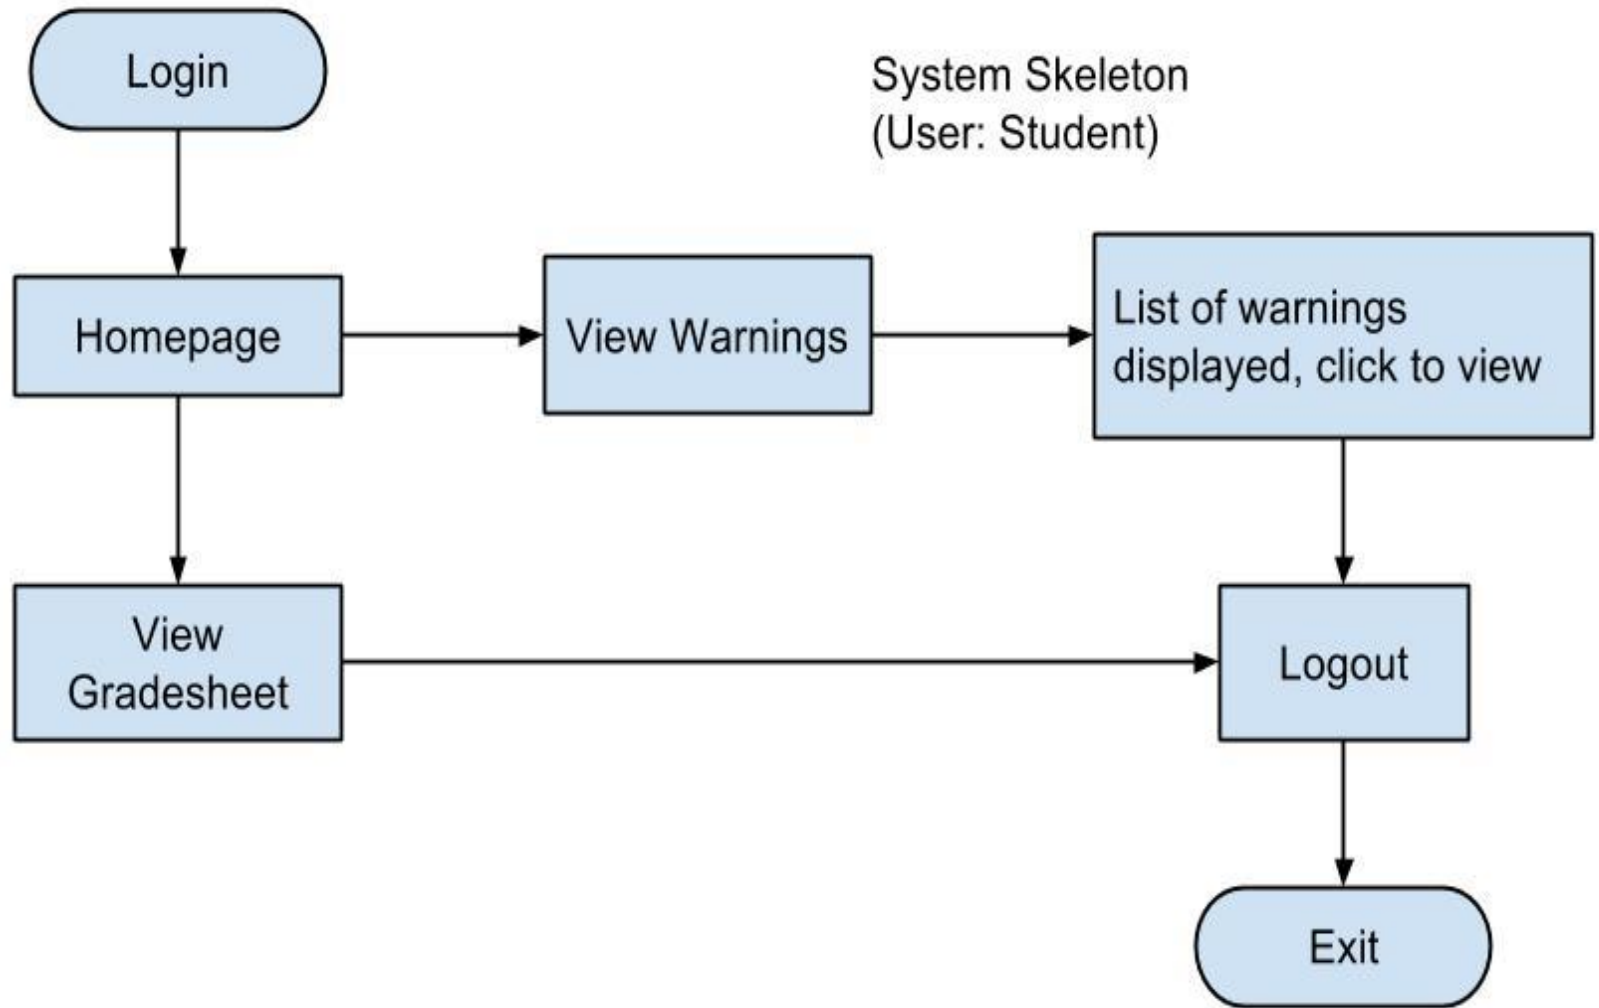 Login
System Skeleton
(User: Student)
Homepage
View Warnings
List of warnings
displayed, click to view
View
Gradesheet
Logout
Exit